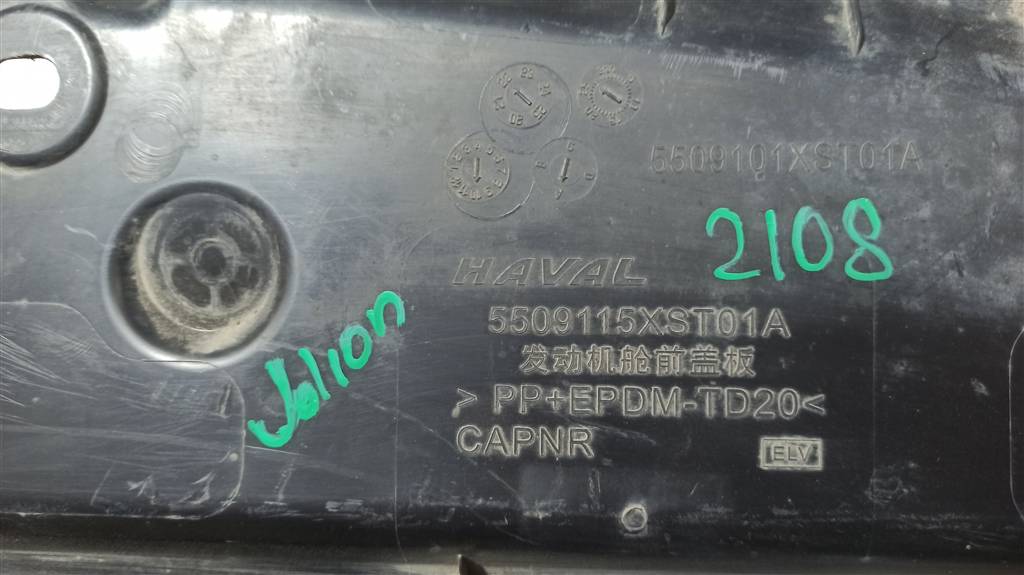 5509101XST01A
2108
HAVAL
5509115XST01A
发动机舱前盖板
Jolion
> PP+EPDM-TD20<
CAPNR
ELV